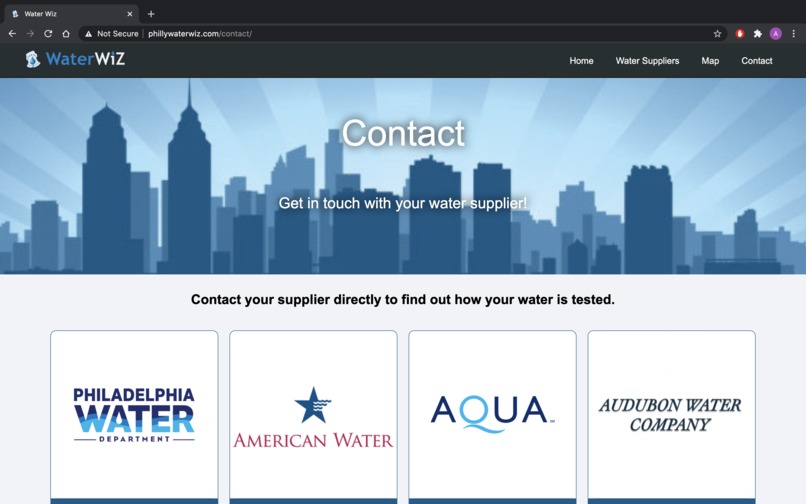 Water Wiz
Not Secure | phillywaterwiz.com/contact/
A
WaterWiZ
Home Water Suppliers Map Contact
Contact
Get in touch with your water supplier!
Contact your supplier directly to find out how your water is tested.
PHILADELPHIA
WATER
DEPARTMENT
AMERICAN WATER
AQUA
AUDUBON WATER
COMPANY